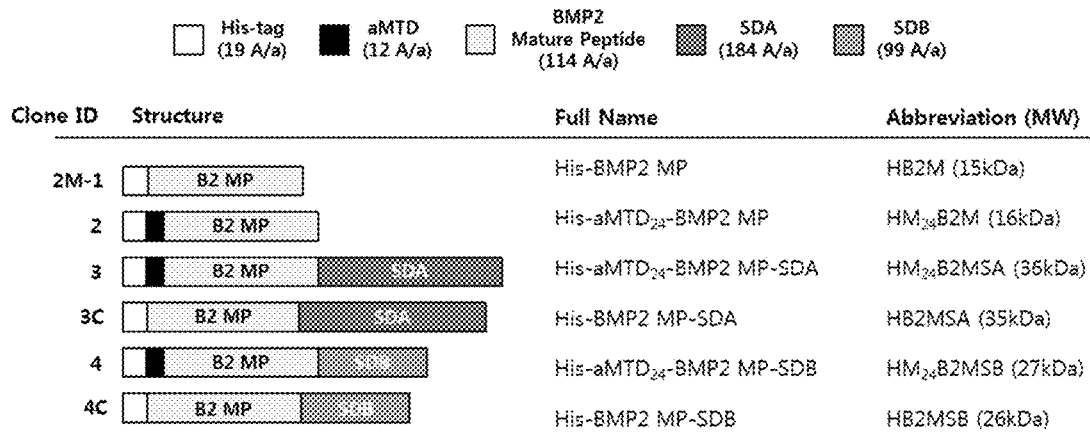 His-tag
(19 A/a)
aMTD
(12 A/a)
BMP2
Mature Peptide
(114 A/a)
SDA
(184 A/a)
SDB
(99 A/a)
Clone ID Structure Full Name Abbreviation (MW)
2M-1 B2 MP His-BMP2 MP HB2M (15kDa)
2 B2 MP His-aMTD₂₄-BMP2 MP HM₂₄B2M (16kDa)
3 B2 MP SDA His-aMTD₂₄-BMP2 MP-SDA HM₂₄B2MSA (36kDa)
3C B2 MP SDA His-BMP2 MP-SDA HB2MSA (35kDa)
4 B2 MP SDB His-aMTD₂₄-BMP2 MP-SDB HM₂₄B2MSB (27kDa)
4C B2 MP SDB His-BMP2 MP-SDB HB2MSB (26kDa)